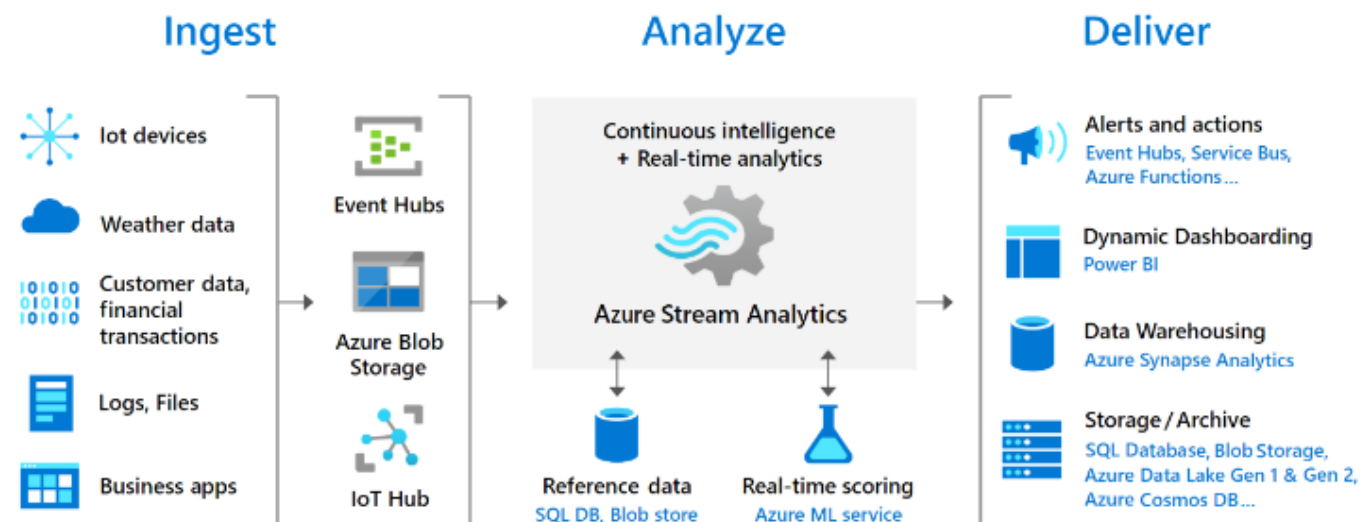 Ingest
Analyze
Deliver
Iot devices
Weather data
Customer data,
financial
transactions
Logs, Files
Business apps
Event Hubs
Azure Blob
Storage
IoT Hub
Continuous intelligence
+ Real-time analytics
Azure Stream Analytics
Reference data
SQL DB, Blob store
Real-time scoring
Azure ML service
Alerts and actions
Event Hubs, Service Bus,
Azure Functions...
Dynamic Dashboarding
Power BI
Data Warehousing
Azure Synapse Analytics
Storage / Archive
SQL Database, Blob Storage,
Azure Data Lake Gen 1 & Gen 2,
Azure Cosmos DB...